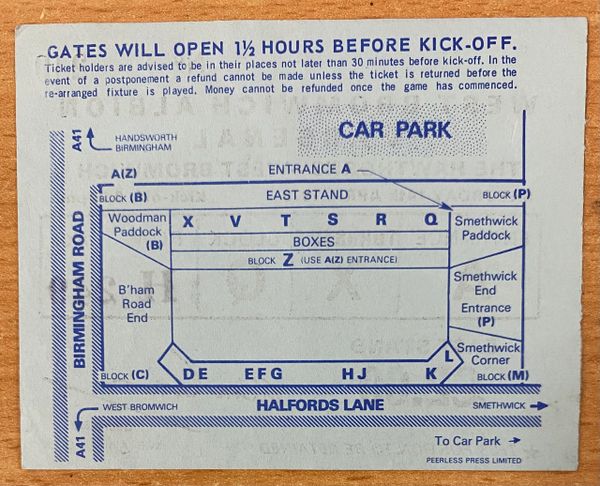 GATES WILL OPEN 1½ HOURS BEFORE KICK-OFF.
Ticket holders are advised to be in their places not later than 30 minutes before kick-off. In the
event of a postponement a refund cannot be made unless the ticket is returned before the
re-arranged fixture is played. Money cannot be refunded once the game has commenced.
A41
HANDSWORTH
BIRMINGHAM
CAR PARK
A(Z)
ENTRANCE A
BLOCK (B)
EAST STAND
BLOCK (P)
Woodman
Paddock
(B)
X V T S R Q
Smethwick
Paddock
BOXES
BLOCK Z (USE A(Z) ENTRANCE)
BIRMINGHAM ROAD
B'ham
Road
End
Smethwick
End
Entrance
(P)
Smethwick
Corner
L
BLOCK (C)
D E E F G H J K
BLOCK (M)
A41
WEST BROMWICH
HALFORDS LANE
SMETHWICK
To Car Park
PEERLESS PRESS LIMITED